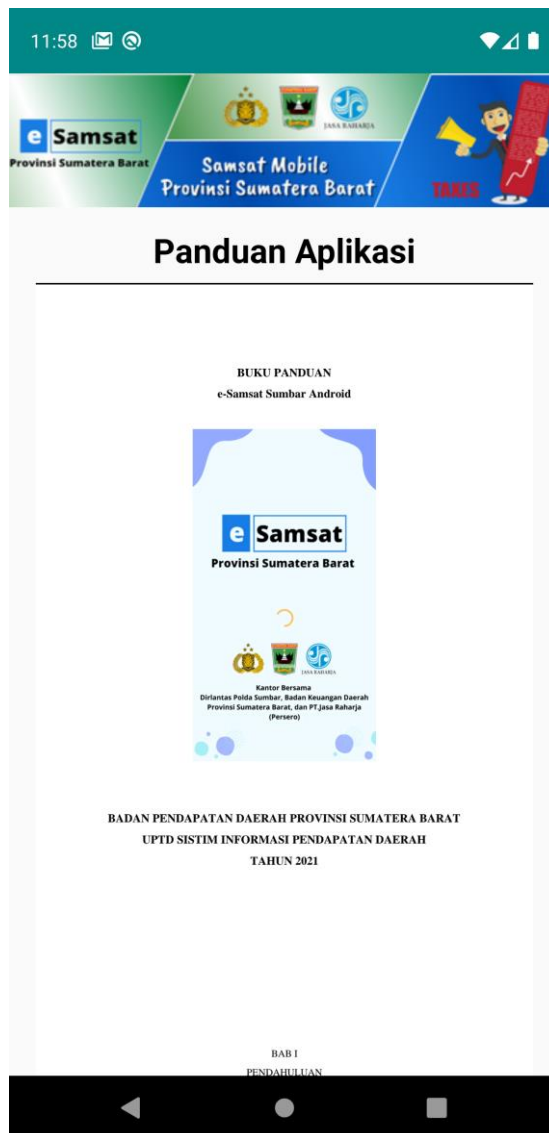 11:58
e Samsat
Provinsi Sumatera Barat
JASA RAHARJA
Samsat Mobile
Provinsi Sumatera Barat
TAXES
Panduan Aplikasi
BUKU PANDUAN
e-Samsat Sumbar Android
e Samsat
Provinsi Sumatera Barat
JASA RAHARJA
Kantor Bersama
Dirlantas Polda Sumbar, Badan Keuangan Daerah
Provinsi Sumatera Barat, dan PT.Jasa Raharja
(Persero)
BADAN PENDAPATAN DAERAH PROVINSI SUMATERA BARAT
UPTD SISTIM INFORMASI PENDAPATAN DAERAH
TAHUN 2021
BAB I
PENDAHULUAN